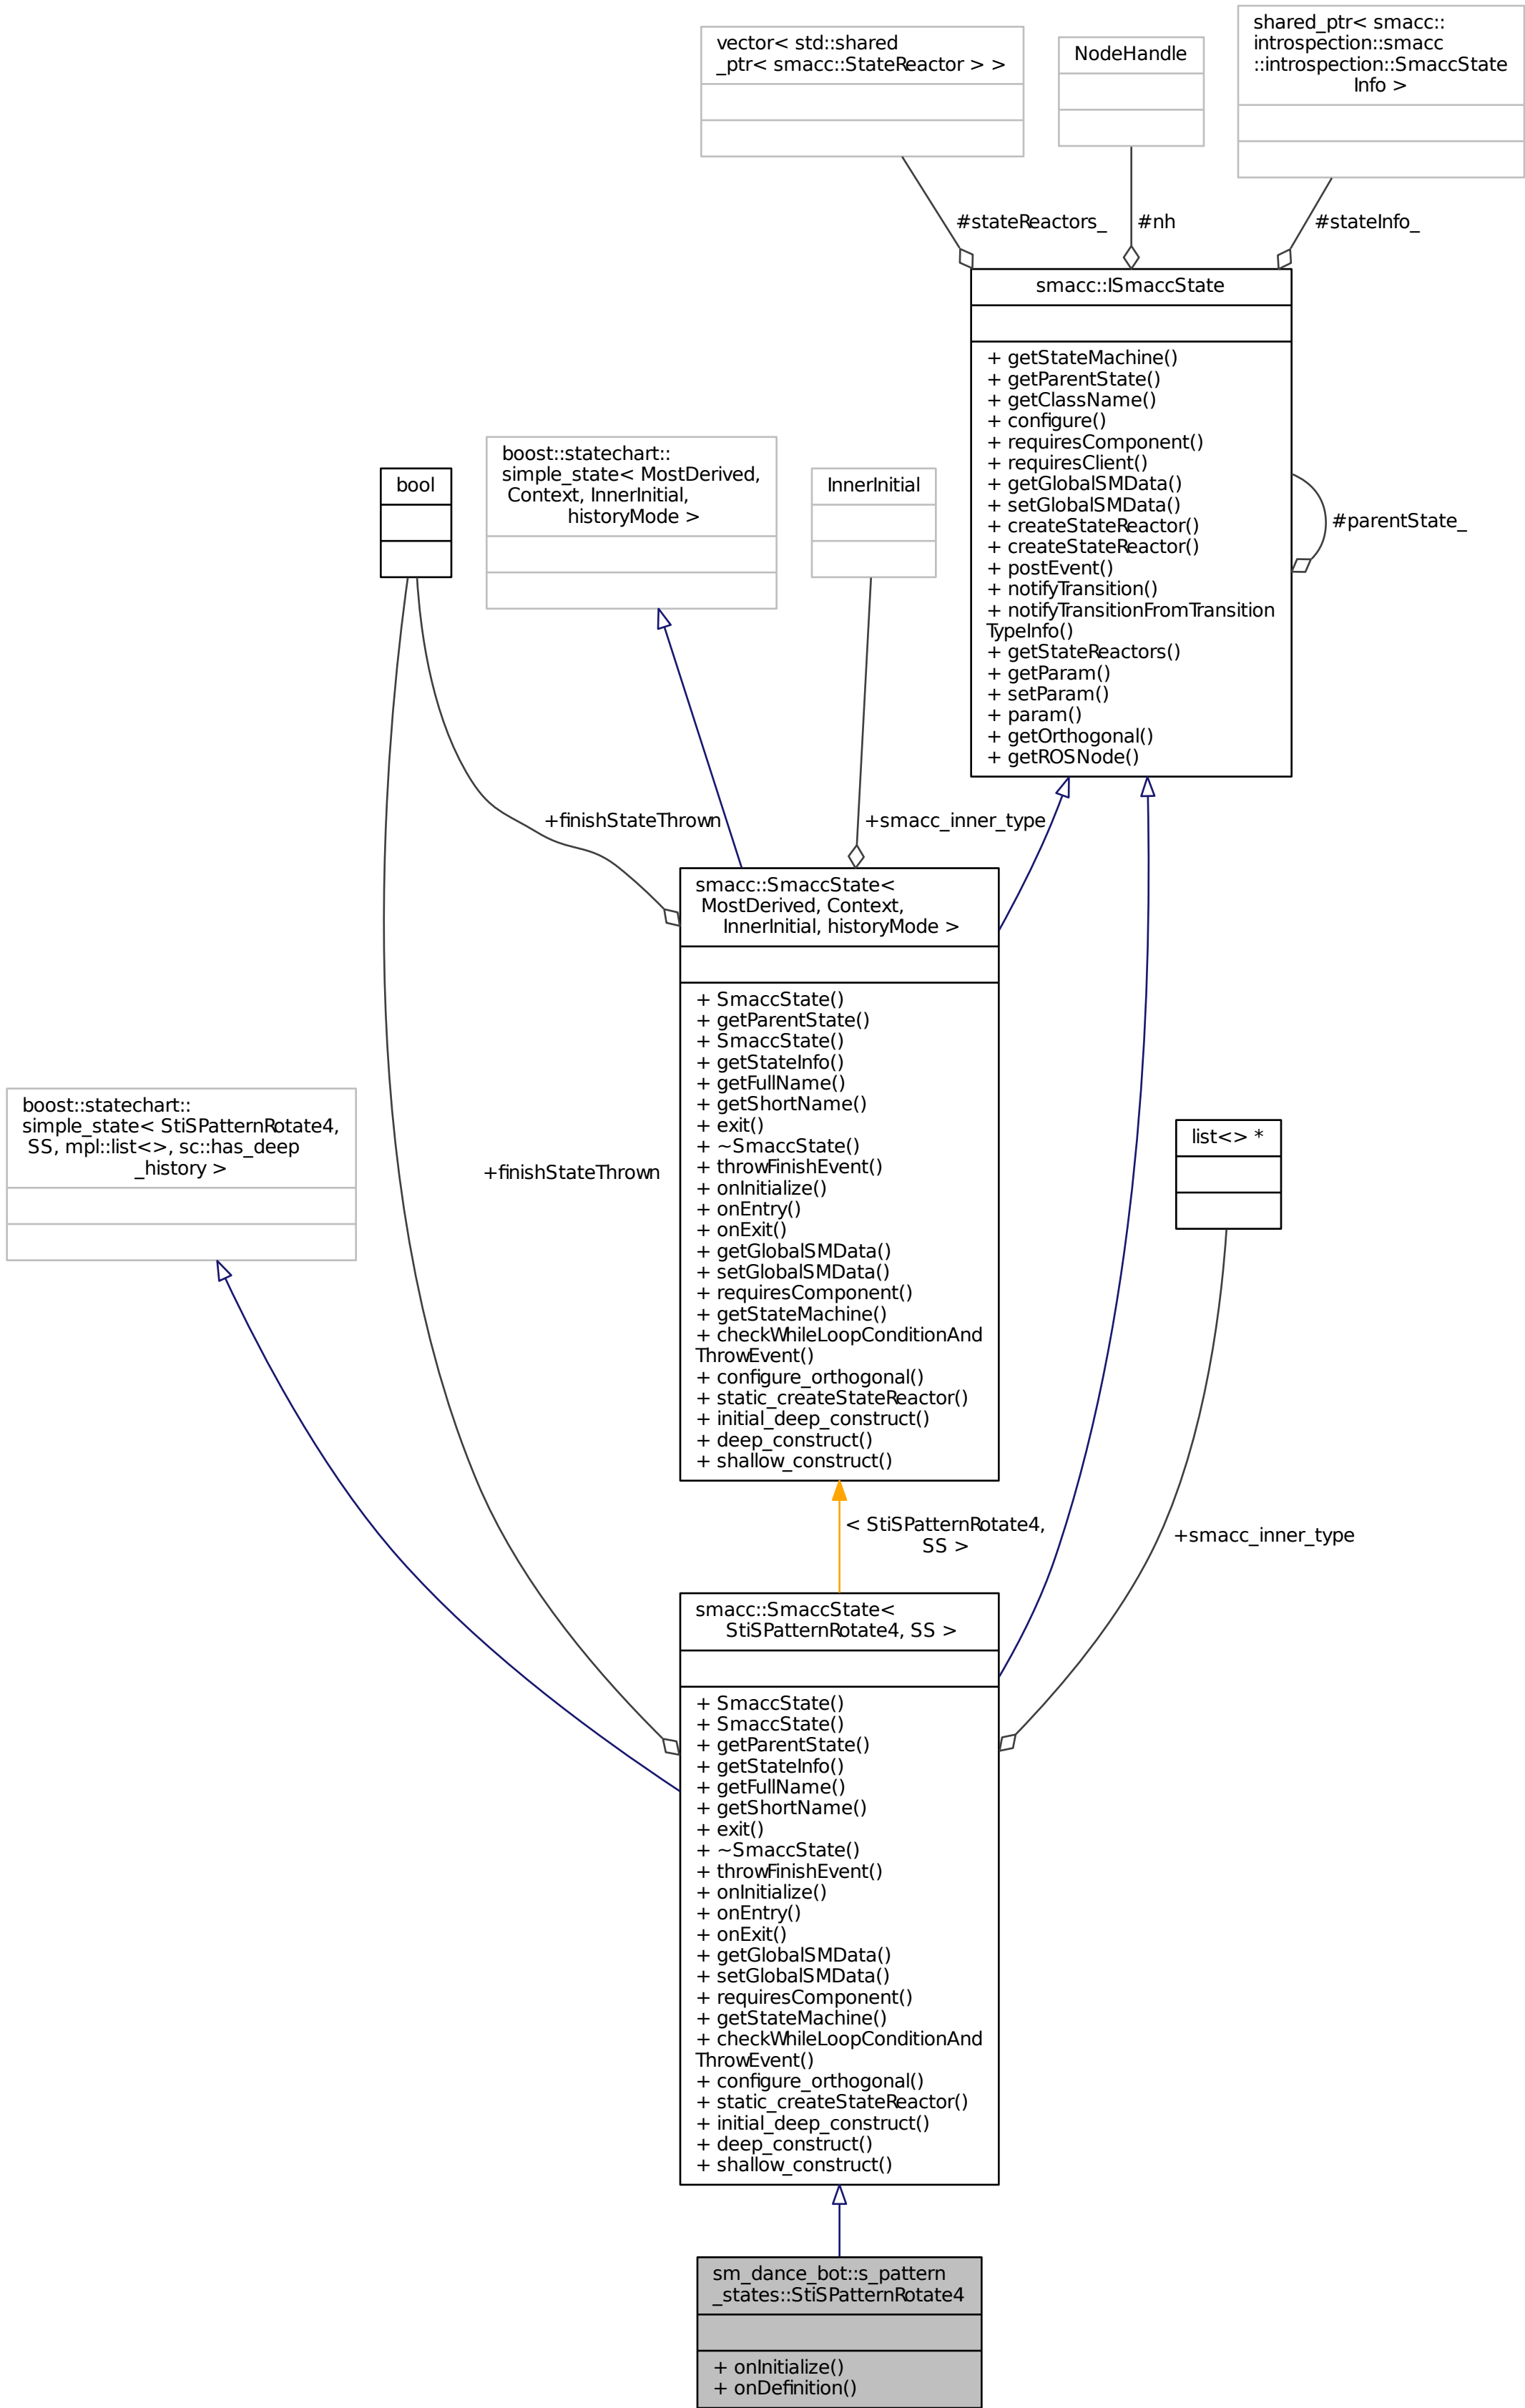 vector< std::shared
_ptr< smacc::StateReactor > >
NodeHandle
shared_ptr< smacc::
introspection::smacc
::introspection::SmaccState
Info >
#stateReactors_
#nh
#stateInfo_
smacc::ISmaccState
+ getStateMachine()
+ getParentState()
+ getClassName()
+ configure()
+ requiresComponent()
+ requiresClient()
+ getGlobalSMData()
+ setGlobalSMData()
+ createStateReactor()
+ createStateReactor()
+ postEvent()
+ notifyTransition()
+ notifyTransitionFromTransition
TypeInfo()
+ getStateReactors()
+ getParam()
+ setParam()
+ param()
+ getOrthogonal()
+ getROSNode()
#parentState_
bool
boost::statechart::
simple_state< MostDerived,
Context, InnerInitial,
historyMode >
InnerInitial
+finishStateThrown
+smacc_inner_type
smacc::SmaccState<
MostDerived, Context,
InnerInitial, historyMode >
+ SmaccState()
+ getParentState()
+ SmaccState()
+ getStateInfo()
+ getFullName()
+ getShortName()
+ exit()
+ ~SmaccState()
+ throwFinishEvent()
+ onInitialize()
+ onEntry()
+ onExit()
+ getGlobalSMData()
+ setGlobalSMData()
+ requiresComponent()
+ getStateMachine()
+ checkWhileLoopConditionAnd
ThrowEvent()
+ configure_orthogonal()
+ static_createStateReactor()
+ initial_deep_construct()
+ deep_construct()
+ shallow_construct()
boost::statechart::
simple_state< StiSPatternRotate4,
SS, mpl::list<>, sc::has_deep
_history >
+finishStateThrown
list<> *
< StiSPatternRotate4,
SS >
+smacc_inner_type
smacc::SmaccState<
StiSPatternRotate4, SS >
+ SmaccState()
+ SmaccState()
+ getParentState()
+ getStateInfo()
+ getFullName()
+ getShortName()
+ exit()
+ ~SmaccState()
+ throwFinishEvent()
+ onInitialize()
+ onEntry()
+ onExit()
+ getGlobalSMData()
+ setGlobalSMData()
+ requiresComponent()
+ getStateMachine()
+ checkWhileLoopConditionAnd
ThrowEvent()
+ configure_orthogonal()
+ static_createStateReactor()
+ initial_deep_construct()
+ deep_construct()
+ shallow_construct()
sm_dance_bot::s_pattern
_states::StiSPatternRotate4
+ onInitialize()
+ onDefinition()